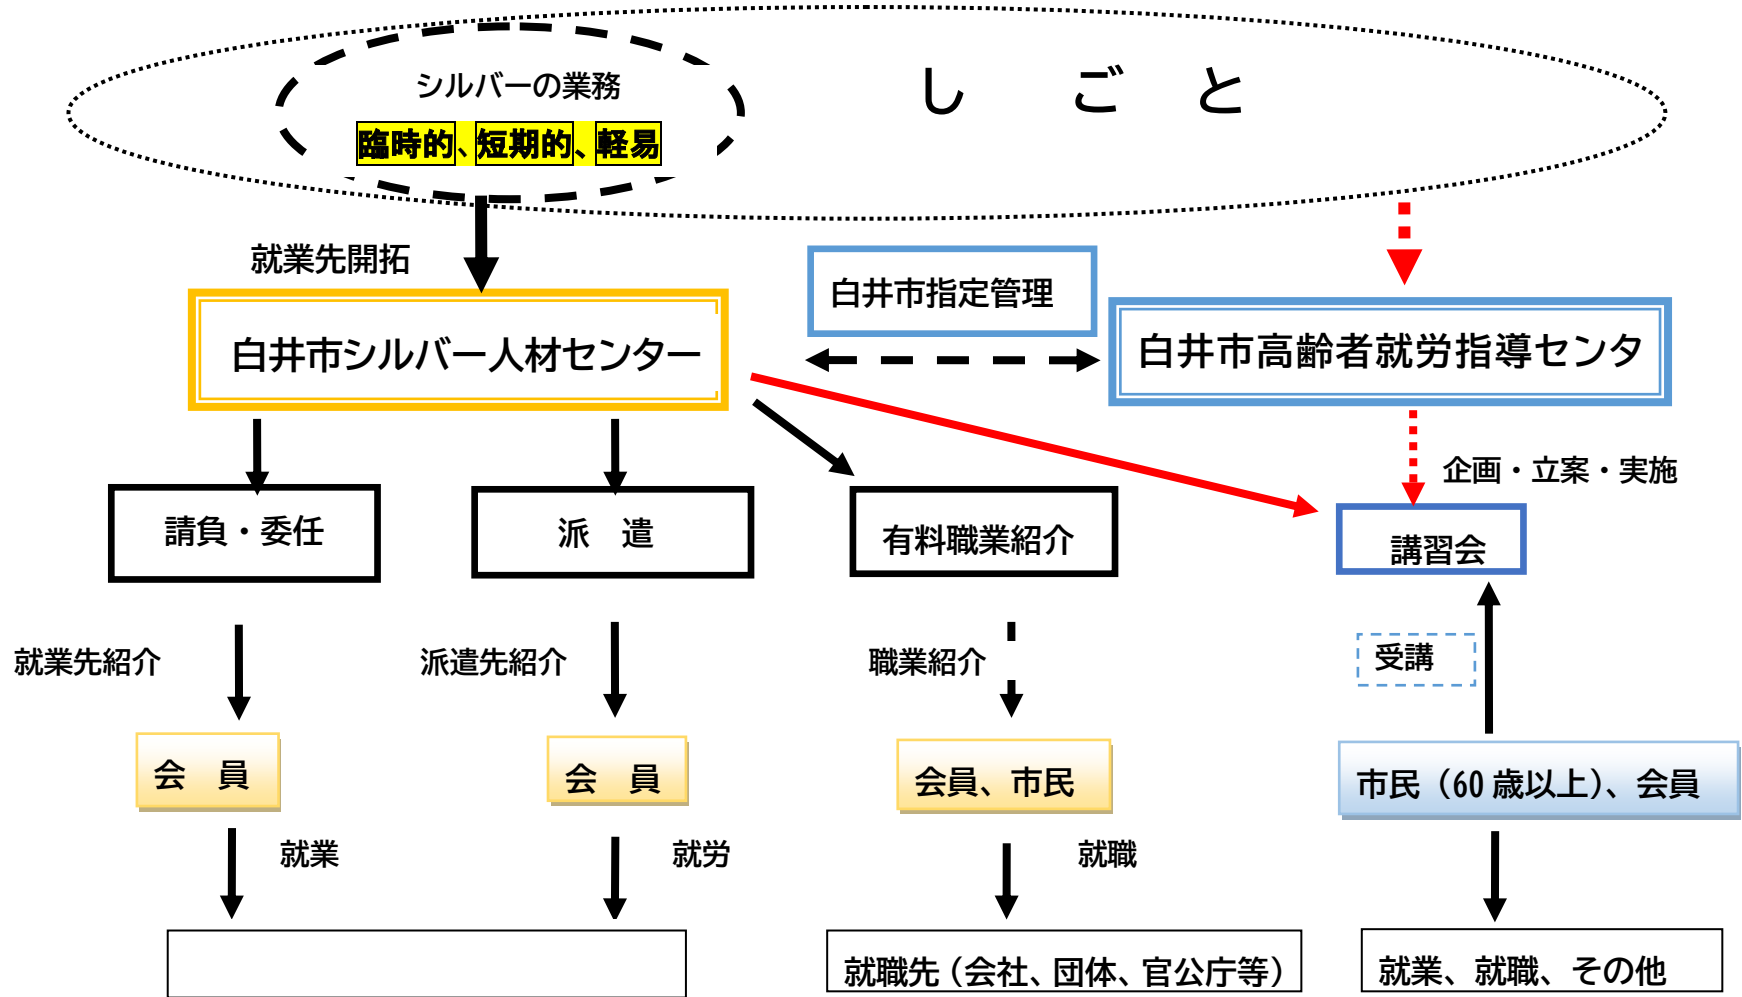 シルバーの業務
しごと
臨時的、短期的、軽易
就業先開拓
白井市指定管理
白井市シルバー人材センター
白井市高齢者就労指導センタ
企画・立案・実施
請負・委任
派 遣
有料職業紹介
講習会
就業先紹介
派遣先紹介
職業紹介
受講
会 員
会 員
会員、市民
市民（60歳以上）、会員
就業
就労
就職
就職先（会社、団体、官公庁等）
就業、就職、その他